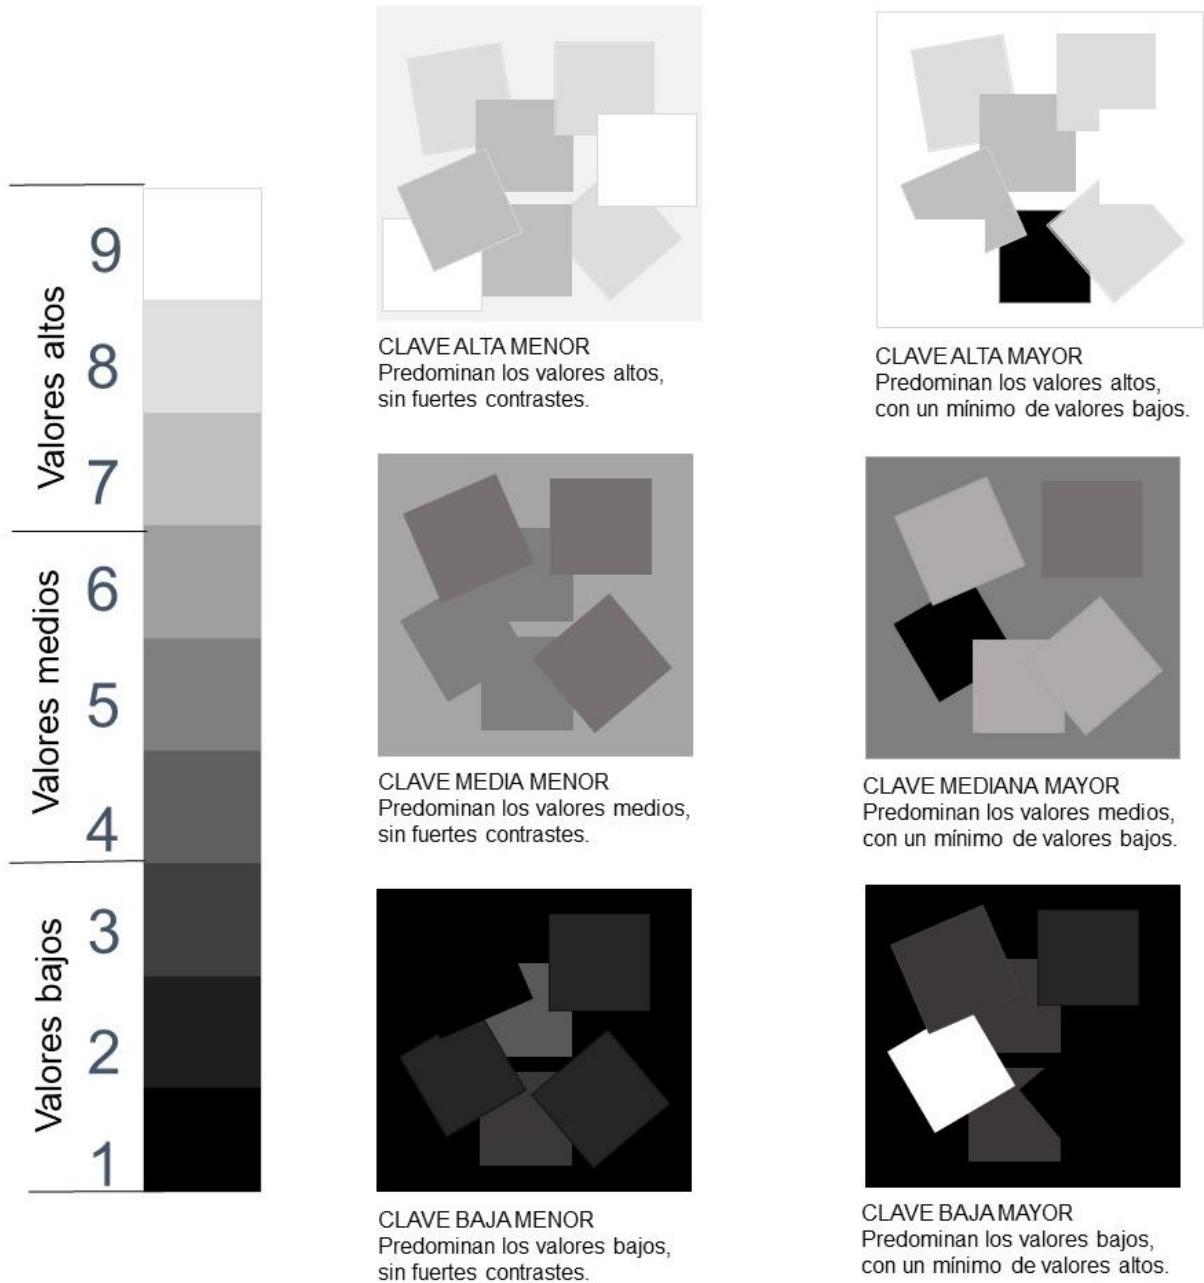 Valores altos
9
8
7
Valores medios
6
5
4
Valores bajos
3
2
1
CLAVE ALTA MENOR
Predominan los valores altos,
sin fuertes contrastes.
CLAVE ALTA MAYOR
Predominan los valores altos,
con un mínimo de valores bajos.
CLAVE MEDIA MENOR
Predominan los valores medios,
sin fuertes contrastes.
CLAVE MEDIANA MAYOR
Predominan los valores medios,
con un mínimo de valores bajos.
CLAVE BAJA MENOR
Predominan los valores bajos,
sin fuertes contrastes.
CLAVE BAJA MAYOR
Predominan los valores bajos,
con un mínimo de valores altos.